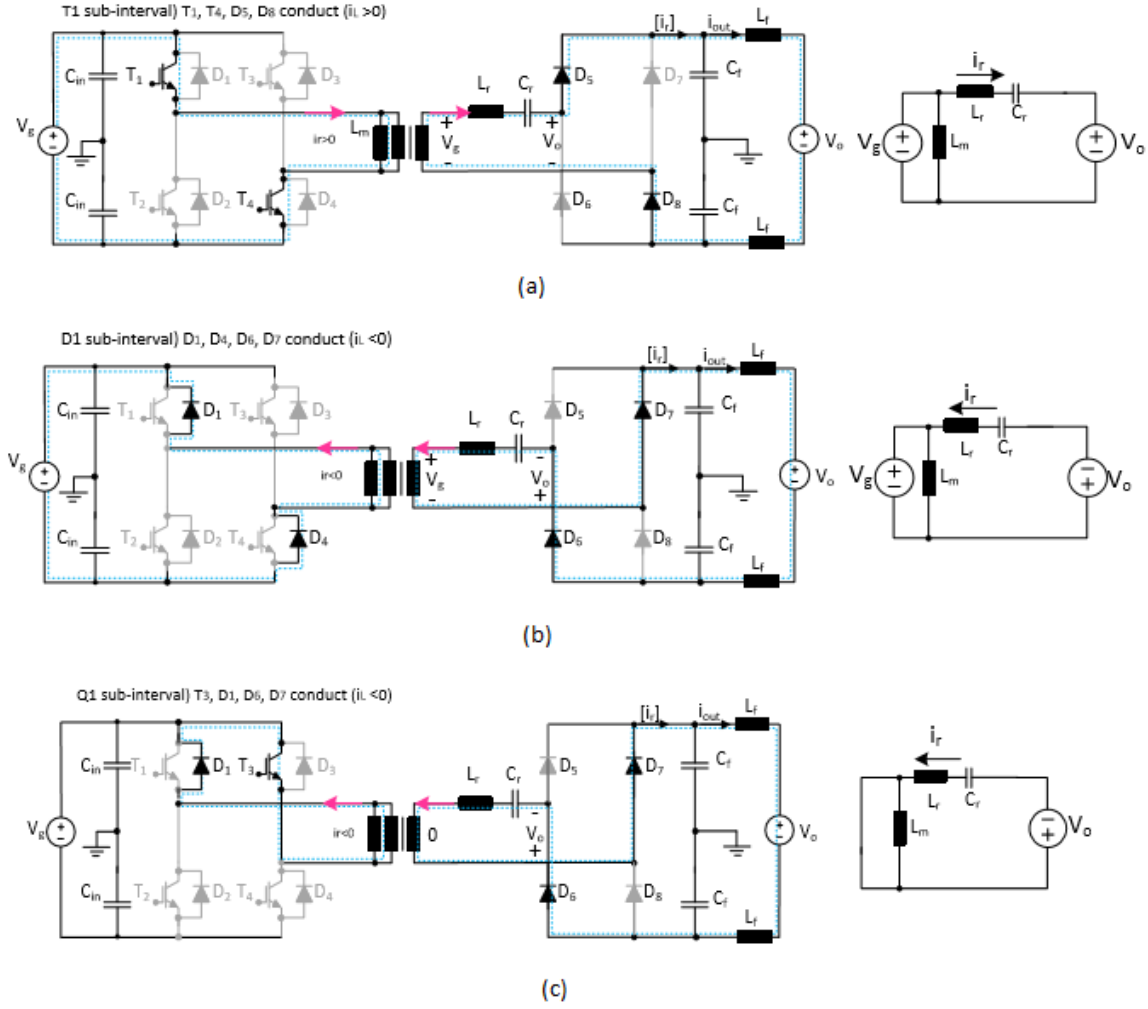 T1 sub-interval) T1, T4, D5, D8 conduct (iL >0)
[ir] iout Lf
Cin T1 D1 T3 D3 Lr Cr D5 D7 Cf ir
Vg ir>0 Lm + Vg - + Vo - Vo Vg Lm Lr Cr Vo
Cin T2 D2 T4 D4 D6 D8 Cf Lf
(a)
D1 sub-interval) D1, D4, D6, D7 conduct (iL <0)
[ir] iout Lf
Cin T1 D1 T3 D3 Lr Cr D5 D7 Cf ir
Vg ir<0 + Vg - - Vo + Vo Vg Lm Lr Cr Vo
Cin T2 D2 T4 D4 D6 D8 Cf Lf
(b)
Q1 sub-interval) T3, D1, D6, D7 conduct (iL <0)
[ir] iout Lf
Cin T1 D1 T3 D3 Lr Cr D5 D7 Cf ir
Vg ir<0 0 - Vo + Vo Lm Lr Cr Vo
Cin T2 D2 T4 D4 D6 D8 Cf Lf
(c)